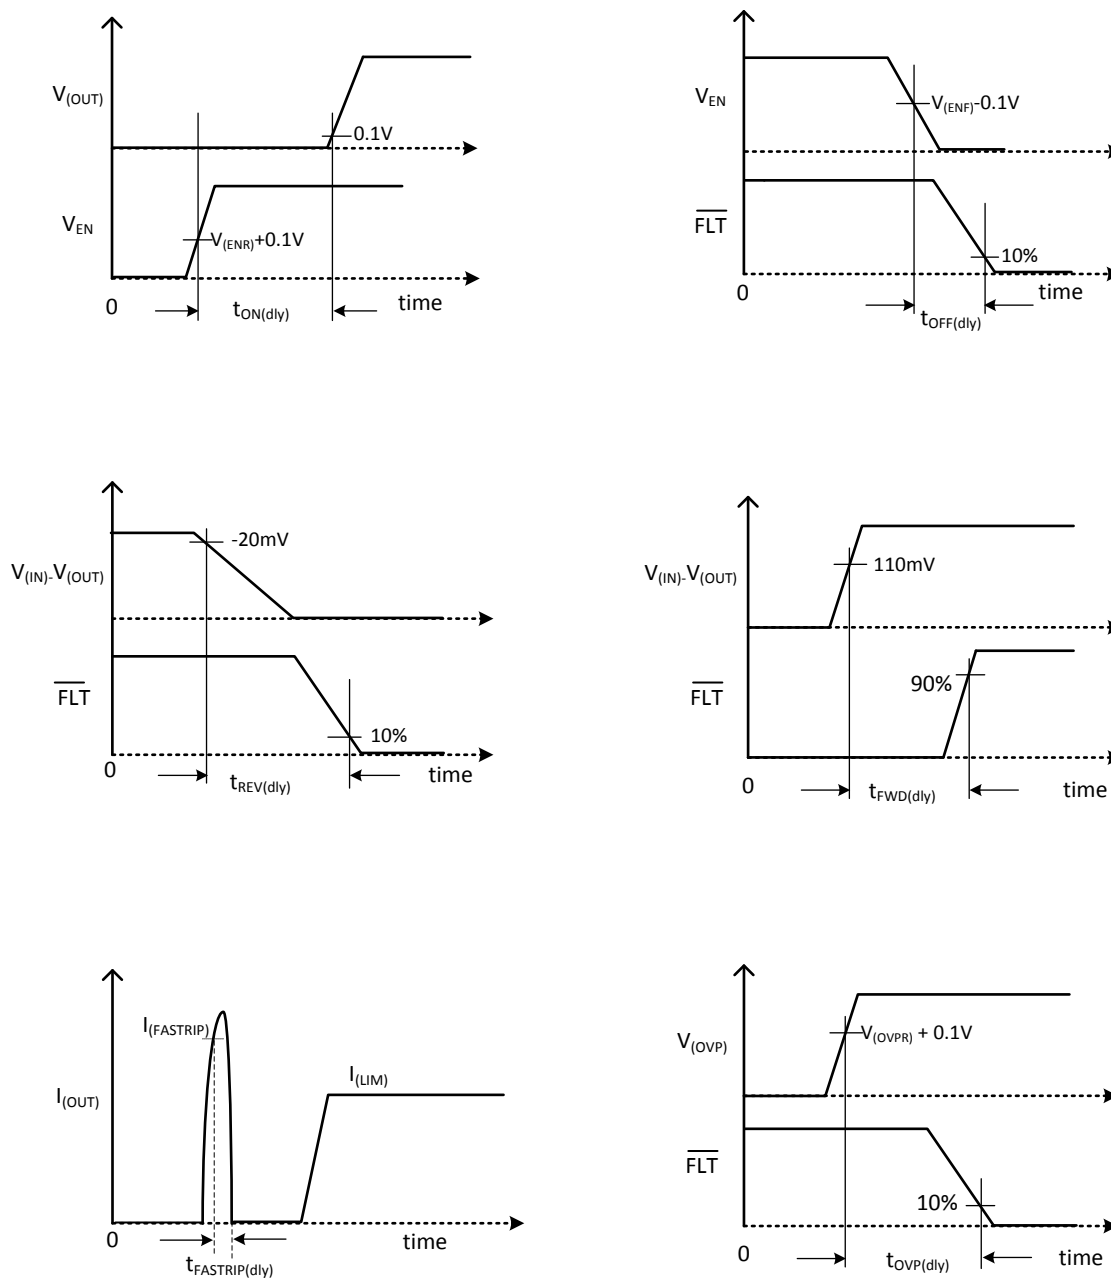 V(OUT)
0.1V
VEN
V(ENR)+0.1V
0
tON(dly)
time
VEN
V(ENF)-0.1V
FLT
10%
0
tOFF(dly)
time
-20mV
V(IN)-V(OUT)
FLT
10%
0
tREV(dly)
time
110mV
V(IN)-V(OUT)
FLT
90%
0
tFWD(dly)
time
I(FASTRIP)
I(LIM)
I(OUT)
0
tFASTRIP(dly)
time
V(OVP)
V(OVPR) + 0.1V
FLT
10%
0
tOVP(dly)
time